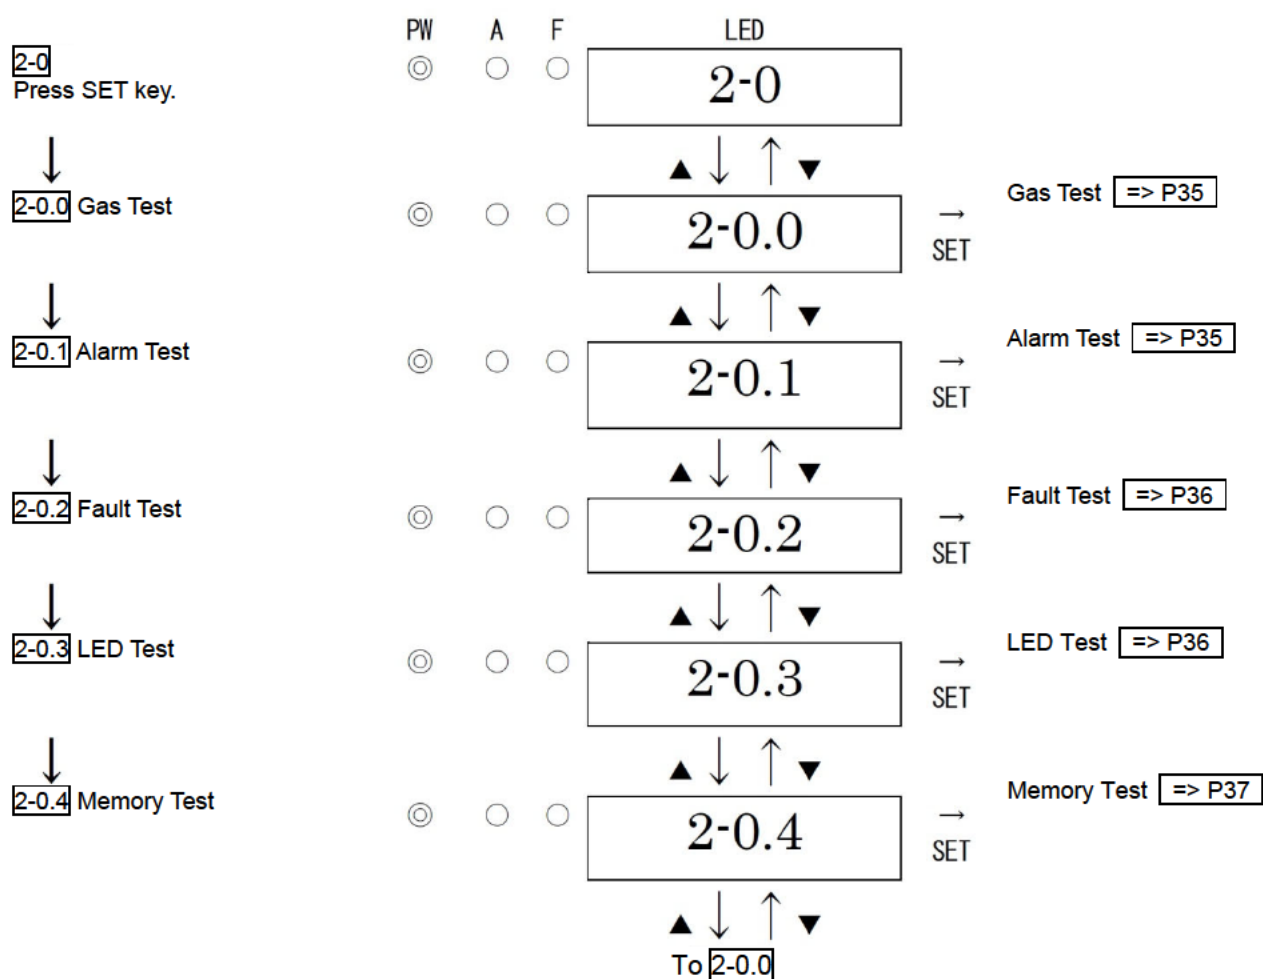 PW A F LED
2-0
Press SET key.
2-0
▲ ↓ ↑ ▼
2-0.0 Gas Test
2-0.0
→
SET
Gas Test => P35
▲ ↓ ↑ ▼
2-0.1 Alarm Test
2-0.1
→
SET
Alarm Test => P35
▲ ↓ ↑ ▼
2-0.2 Fault Test
2-0.2
→
SET
Fault Test => P36
▲ ↓ ↑ ▼
2-0.3 LED Test
2-0.3
→
SET
LED Test => P36
▲ ↓ ↑ ▼
2-0.4 Memory Test
2-0.4
→
SET
Memory Test => P37
▲ ↓ ↑ ▼
To 2-0.0